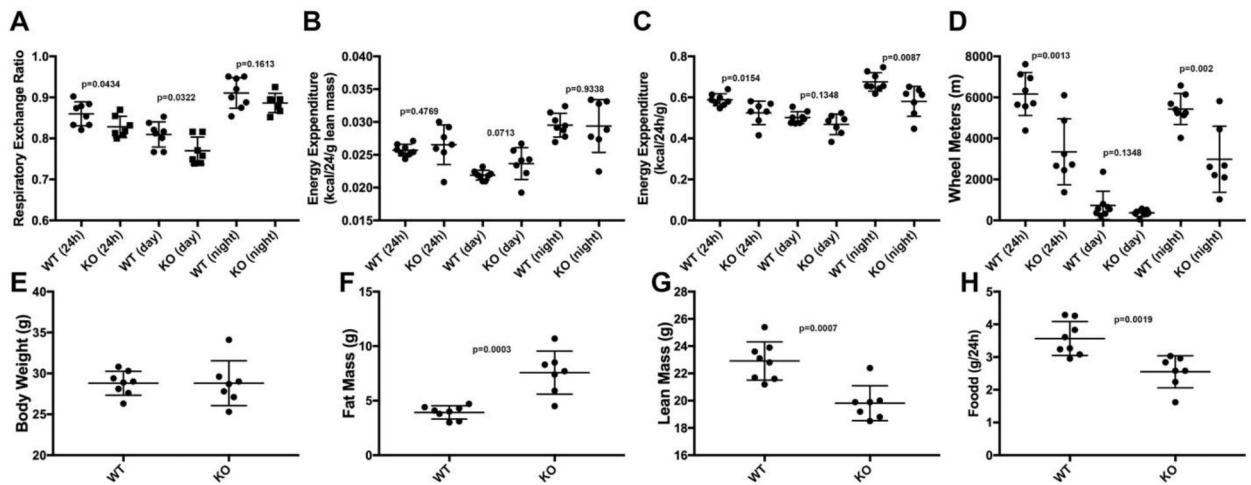 A
Respiratory Exchange Ratio
1.0
0.9
0.8
0.7
0.6
p=0.0434
p=0.0322
p=0.1613
WT (24h)
KO (24h)
WT (day)
KO (day)
WT (night)
KO (night)
B
Energy Exppenditure
(kcal/24/g lean mass)
0.040
0.035
0.030
0.025
0.020
0.015
p=0.4769
0.0713
p=0.9338
WT (24h)
KO (24h)
WT (day)
KO (day)
WT (night)
KO (night)
C
Energy Exppenditure
(kcal/24h/g)
0.8
0.6
0.4
0.2
0.0
p=0.0154
p=0.1348
p=0.0087
WT (24h)
KO (24h)
WT (day)
KO (day)
WT (night)
KO (night)
D
Wheel Meters (m)
8000
6000
4000
2000
0
p=0.0013
p=0.1348
p=0.002
WT (24h)
KO (24h)
WT (day)
KO (day)
WT (night)
KO (night)
E
Body Weight (g)
40
35
30
25
20
WT
KO
F
Fat Mass (g)
15
10
5
0
p=0.0003
WT
KO
G
Lean Mass (g)
28
26
24
22
20
18
16
p=0.0007
WT
KO
H
Foodd (g/24h)
5
4
3
2
1
0
p=0.0019
WT
KO